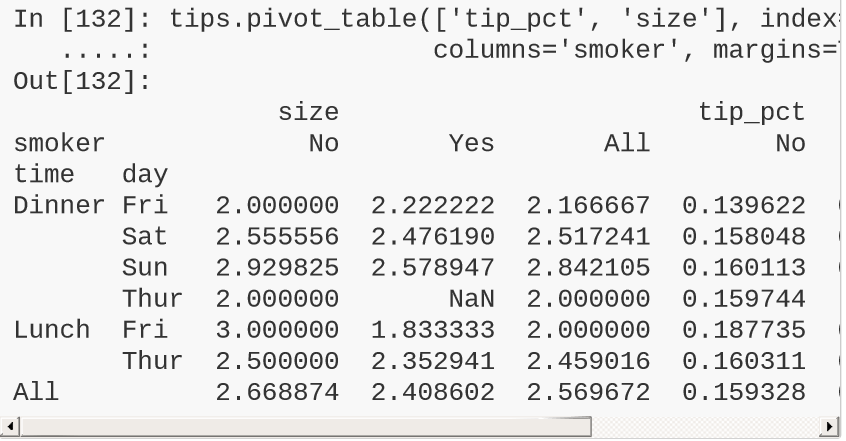 In [132]: tips.pivot_table(['tip_pct', 'size'], index=
.....: columns='smoker', margins=
Out[132]:
size tip_pct
smoker No Yes All No
time day
Dinner Fri 2.000000 2.222222 2.166667 0.139622
Sat 2.555556 2.476190 2.517241 0.158048
Sun 2.929825 2.578947 2.842105 0.160113
Thur 2.000000 NaN 2.000000 0.159744
Lunch Fri 3.000000 1.833333 2.000000 0.187735
Thur 2.500000 2.352941 2.459016 0.160311
All 2.668874 2.408602 2.569672 0.159328